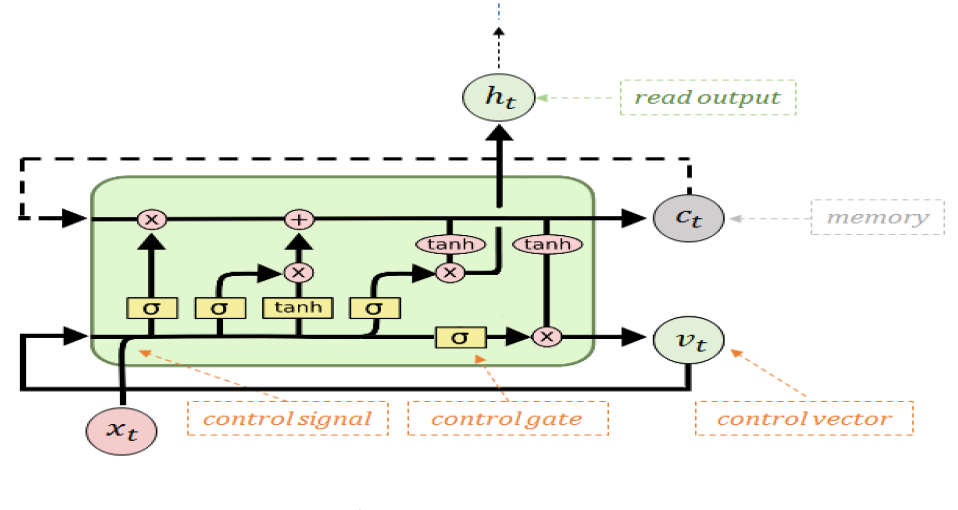 h_t
read output
×
+
c_t
memory
tanh
tanh
×
×
σ
σ
tanh
σ
σ
×
v_t
control signal
control gate
control vector
x_t